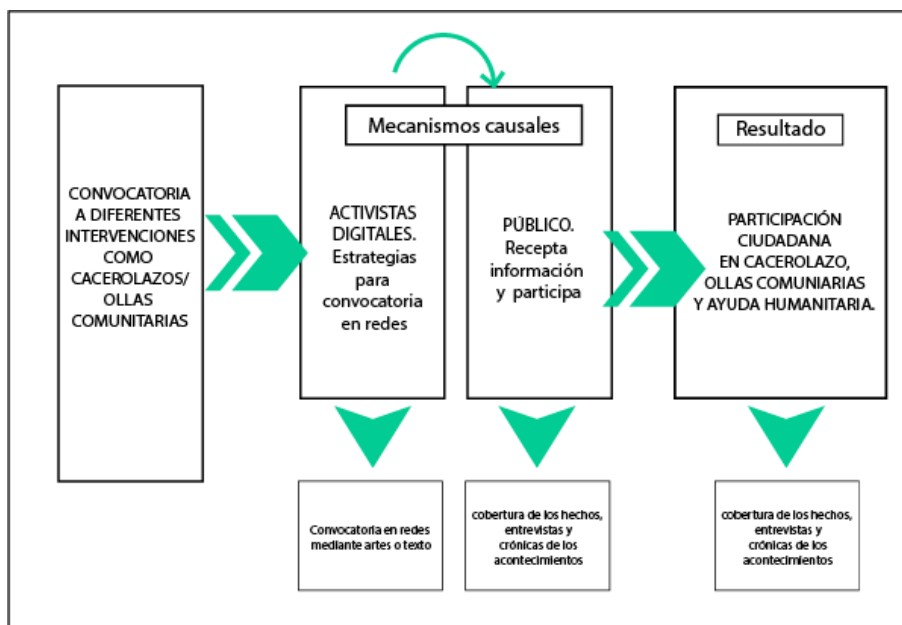 CONVOCATORIA
A DIFERENTES
INTERVENCIONES
COMO
CACEROLAZOS/
OLLAS
COMUNITARIAS
Mecanismos causales
ACTIVISTAS
DIGITALES.
Estrategias
para
convocatoria
en redes
PÚBLICO.
Recepta
información
y participa
Resultado
PARTICIPACIÓN
CIUDADANA
EN CACEROLAZO,
OLLAS COMUNIARIAS
Y AYUDA HUMANITARIA.
Convocatoria en redes
mediante artes o texto
cobertura de los hechos,
entrevistas y
crónicas de los
acontecimientos
cobertura de los hechos,
entrevistas y
crónicas de los
acontecimientos